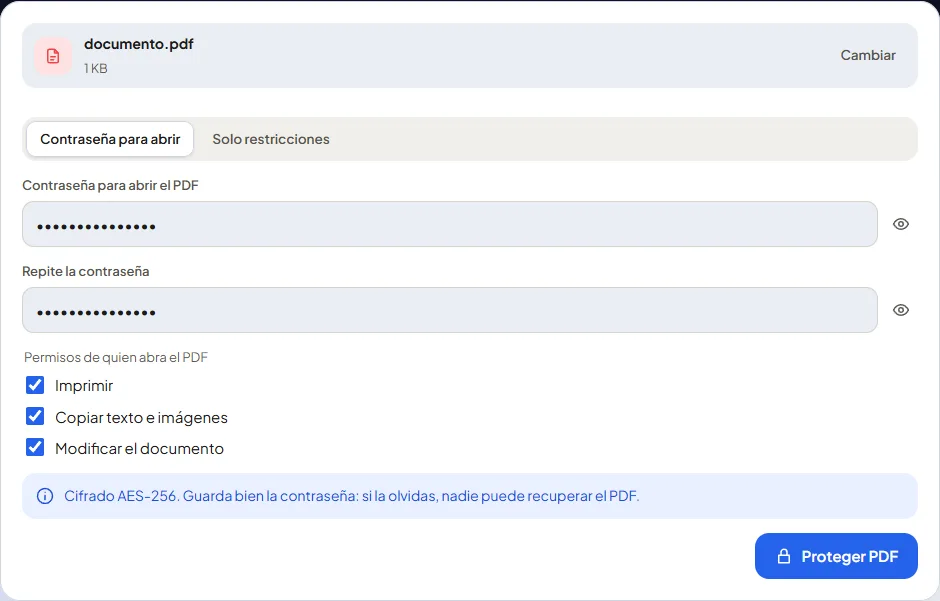 documento.pdf
1 KB
Cambiar
Contraseña para abrir
Solo restricciones
Contraseña para abrir el PDF
•••••••••••••••
Repite la contraseña
•••••••••••••••
Permisos de quien abra el PDF
Imprimir
Copiar texto e imágenes
Modificar el documento
Cifrado AES-256. Guarda bien la contraseña: si la olvidas, nadie puede recuperar el PDF.
Proteger PDF